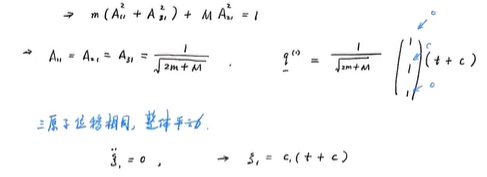 → m(A₁₁² + A₃₁²) + M A₂₁² = 1
→ A₁₁ = A₂₁ = A₃₁ = 1/√(2m+M) , q⁽¹⁾ = 1/√(2m+M) (1 1 1) (t + c)
三原子位移相同, 整体平动.
ξ̈₁ = 0 , → ξ₁ = c₁(t + c)